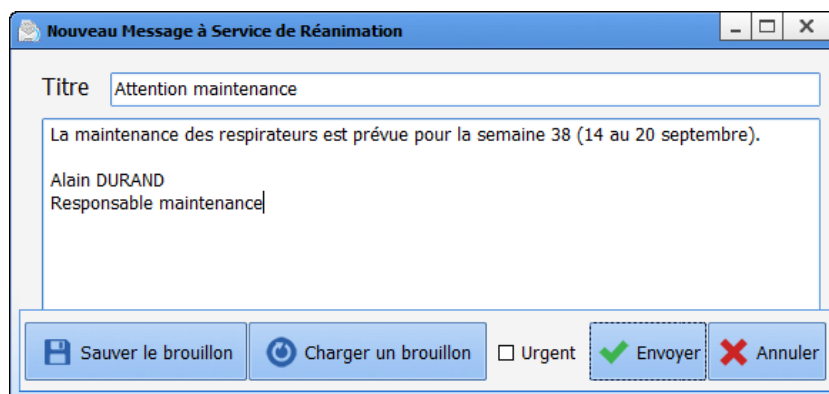 Nouveau Message à Service de Réanimation
Titre Attention maintenance
La maintenance des respirateurs est prévue pour la semaine 38 (14 au 20 septembre).
Alain DURAND
Responsable maintenance
Sauver le brouillon Charger un brouillon Urgent Envoyer Annuler